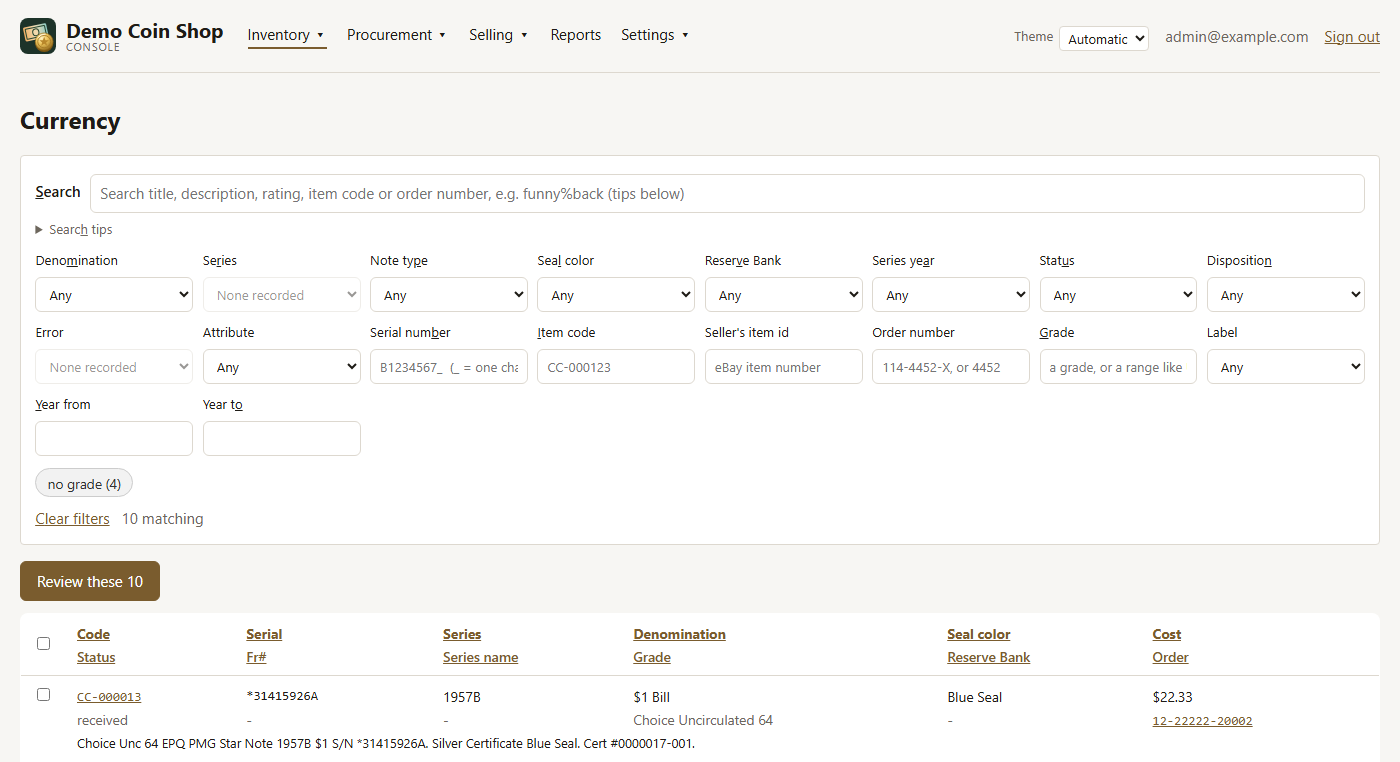 Demo Coin Shop
CONSOLE
Inventory ▾ Procurement ▾ Selling ▾ Reports Settings ▾
Theme Automatic admin@example.com Sign out
Currency
Search Search title, description, rating, item code or order number, e.g. funny%back (tips below)
Search tips
Denomination Series Note type Seal color Reserve Bank Series year Status Disposition
Any None recorded Any Any Any Any Any Any
Error Attribute Serial number Item code Seller's item id Order number Grade Label
None recorded Any B1234567_ (_ = one cha CC-000123 eBay item number 114-4452-X, or 4452 a grade, or a range like Any
Year from Year to
no grade (4)
Clear filters 10 matching
Review these 10
Code Serial Series Denomination Seal color Cost
Status Fr# Series name Grade Reserve Bank Order
CC-000013 *31415926A 1957B $1 Bill Blue Seal $22.33
received - - Choice Uncirculated 64 - 12-22222-20002
Choice Unc 64 EPQ PMG Star Note 1957B $1 S/N *31415926A. Silver Certificate Blue Seal. Cert #0000017-001.